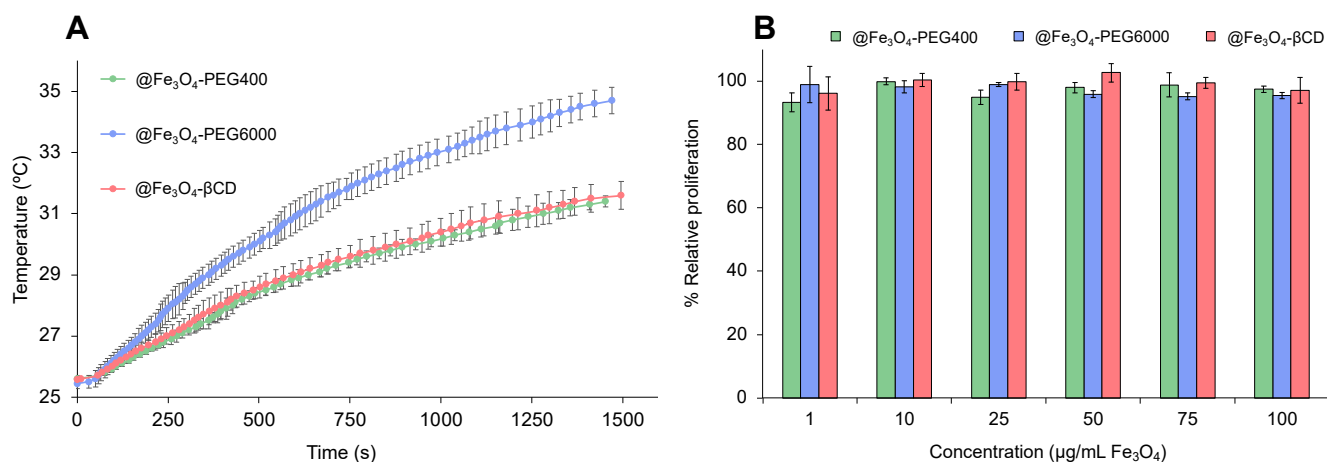 A
@Fe₃O₄-PEG400
@Fe₃O₄-PEG6000
@Fe₃O₄-βCD
Temperature (ºC)
35
33
31
29
27
25
0 250 500 750 1000 1250 1500
Time (s)
B
@Fe₃O₄-PEG400 @Fe₃O₄-PEG6000 @Fe₃O₄-βCD
% Relative proliferation
100
80
60
40
20
0
1 10 25 50 75 100
Concentration (µg/mL Fe₃O₄)